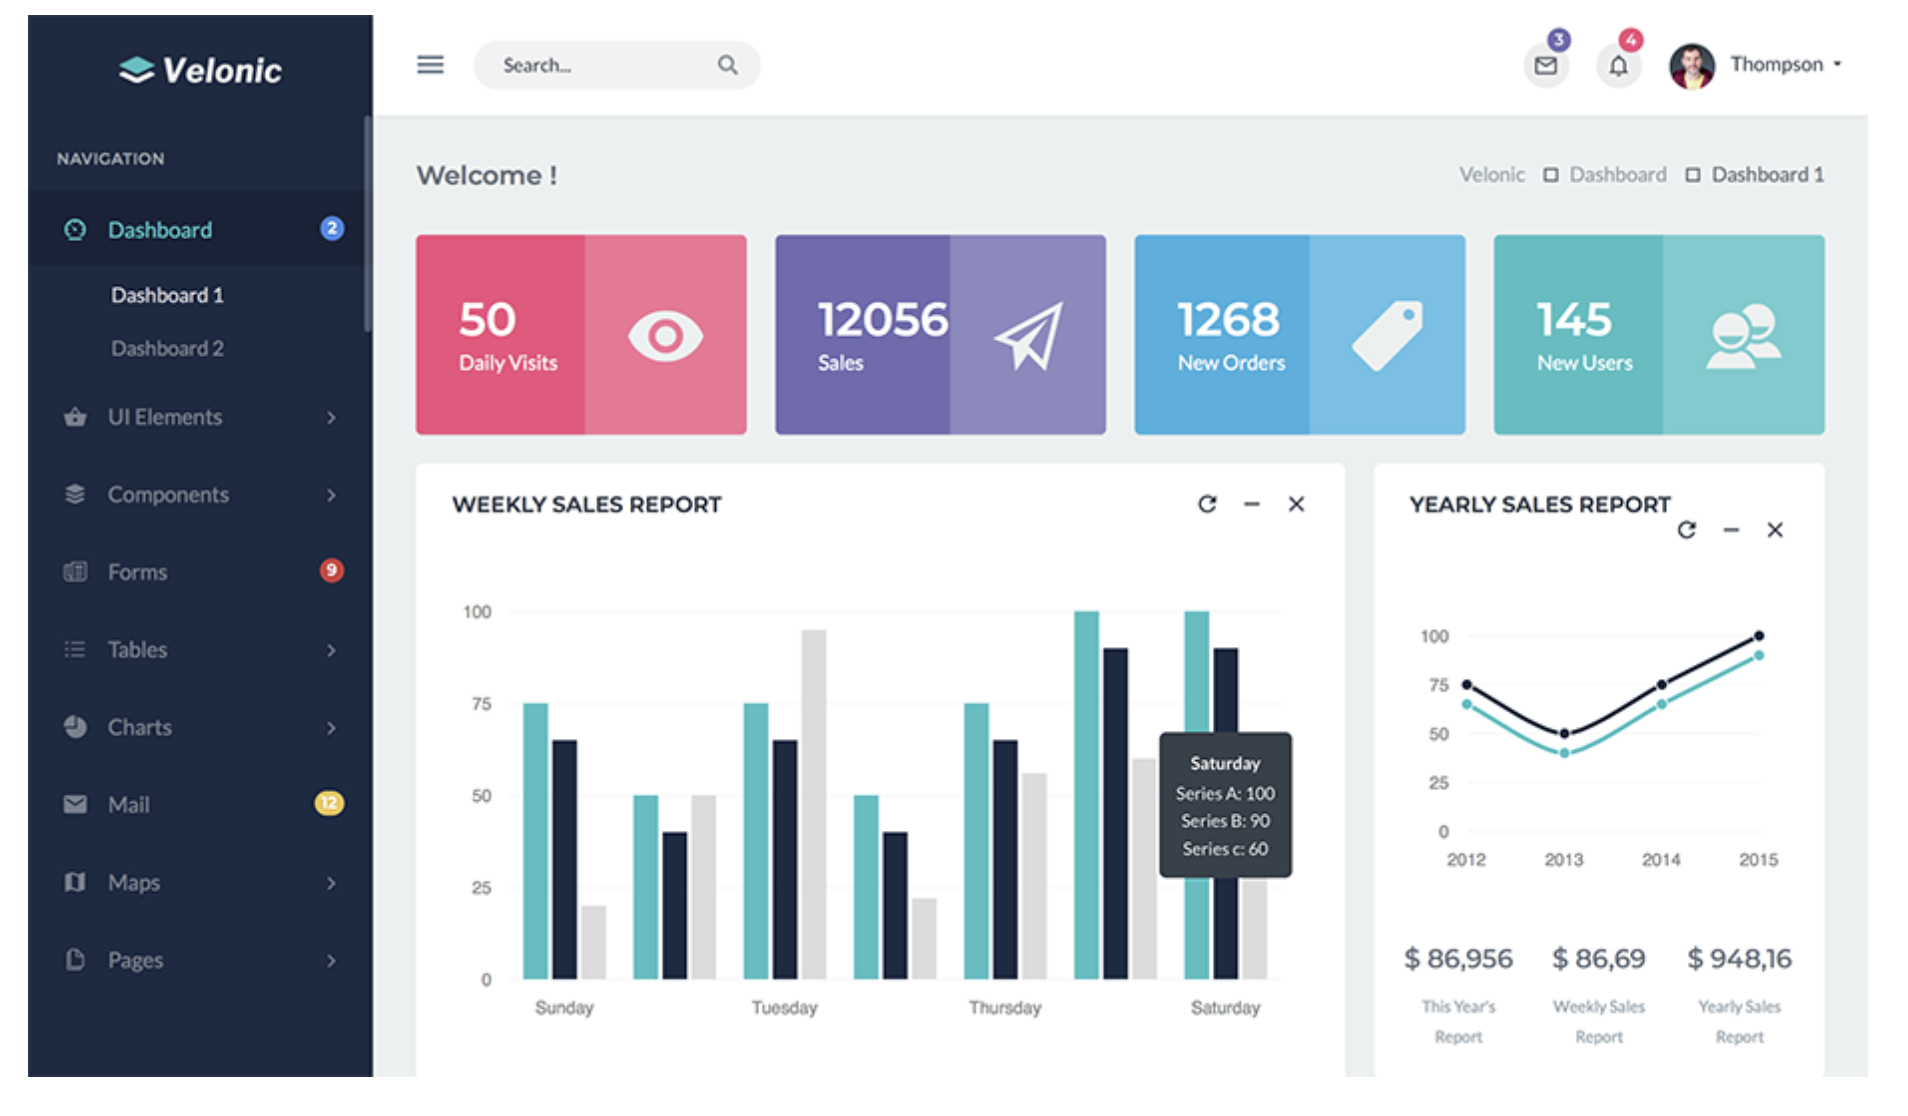 Velonic
Search...
3
4
Thompson
NAVIGATION
Dashboard
2
Dashboard 1
Dashboard 2
UI Elements
Components
Forms
9
Tables
Charts
Mail
12
Maps
Pages
Welcome !
Velonic Dashboard Dashboard 1
50
Daily Visits
12056
Sales
1268
New Orders
145
New Users
WEEKLY SALES REPORT
100
75
50
25
0
Sunday Tuesday Thursday Saturday
Saturday
Series A: 100
Series B: 90
Series c: 60
YEARLY SALES REPORT
100
75
50
25
0
2012 2013 2014 2015
$ 86,956
This Year's
Report
$ 86,69
Weekly Sales
Report
$ 948,16
Yearly Sales
Report